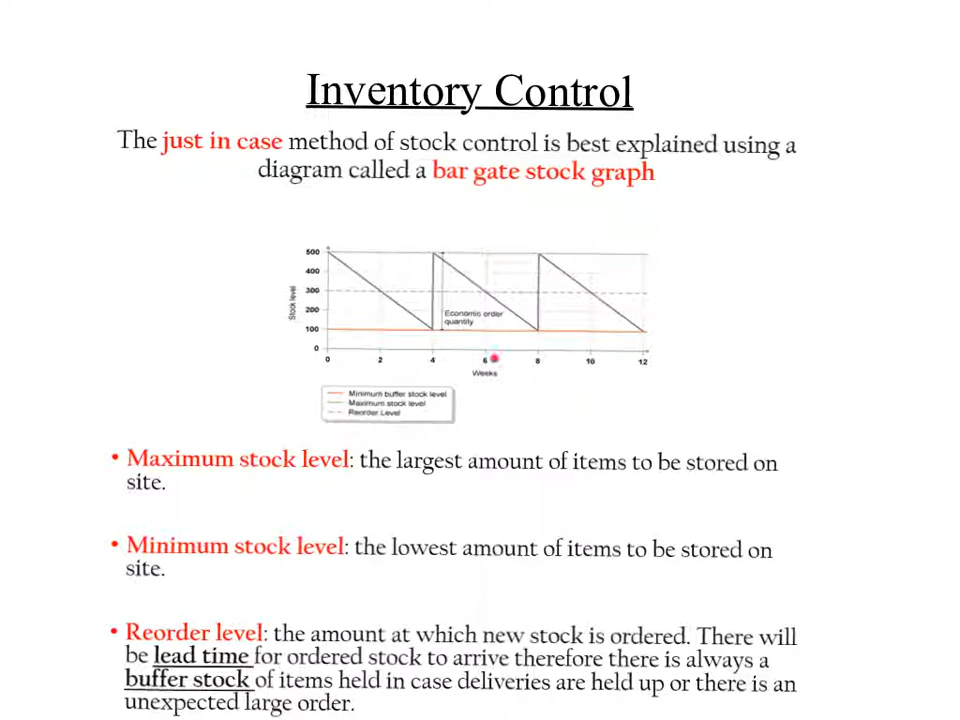 Inventory Control
The just in case method of stock control is best explained using a
diagram called a bar gate stock graph
500
400
300
200
100
0
Stock level
Economic order
quantity
0 2 4 6 8 10 12
Weeks
Minimum buffer stock level
Maximum stock level
Reorder Level
• Maximum stock level: the largest amount of items to be stored on
site.
• Minimum stock level: the lowest amount of items to be stored on
site.
• Reorder level: the amount at which new stock is ordered. There will
be lead time for ordered stock to arrive therefore there is always a
buffer stock of items held in case deliveries are held up or there is an
unexpected large order.